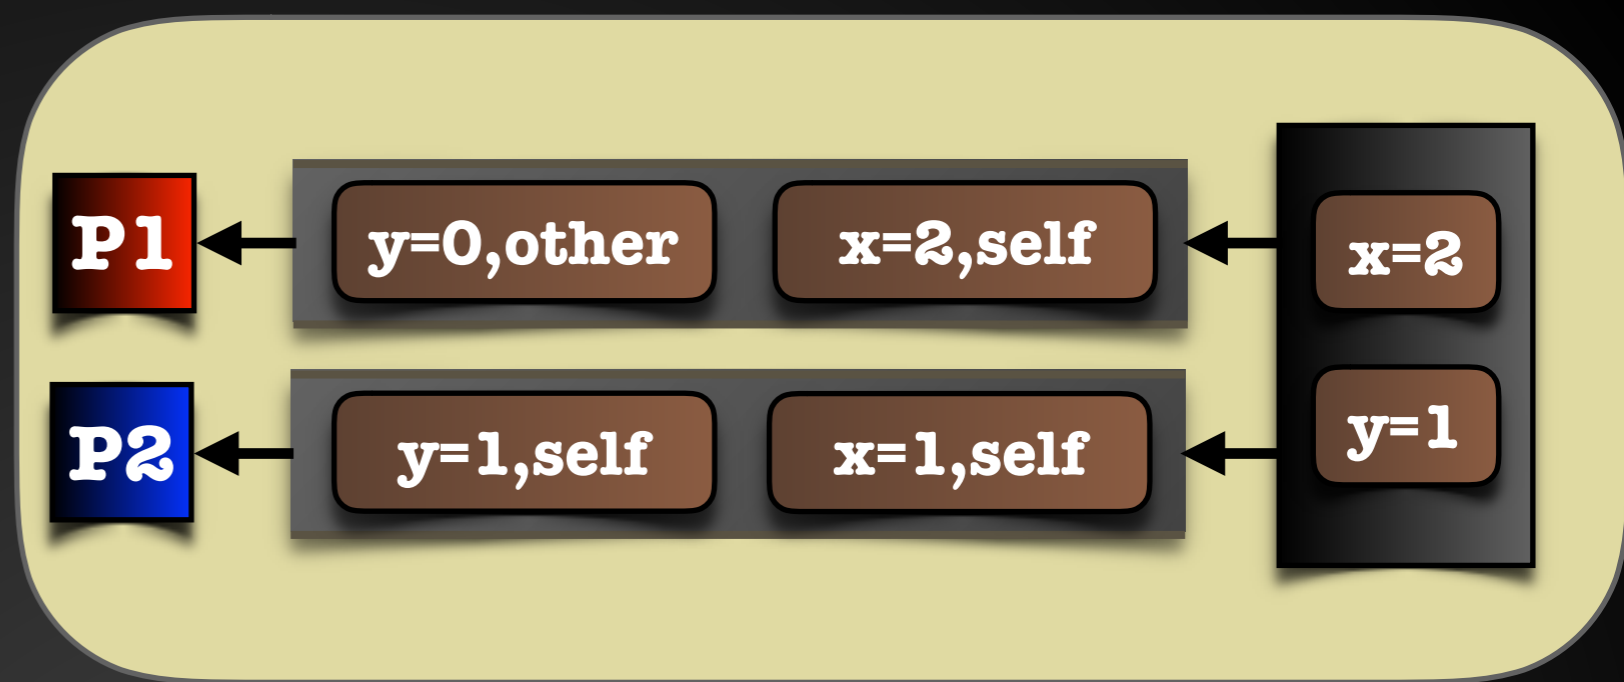 P1
y=0,other
x=2,self
x=2
P2
y=1,self
x=1,self
y=1